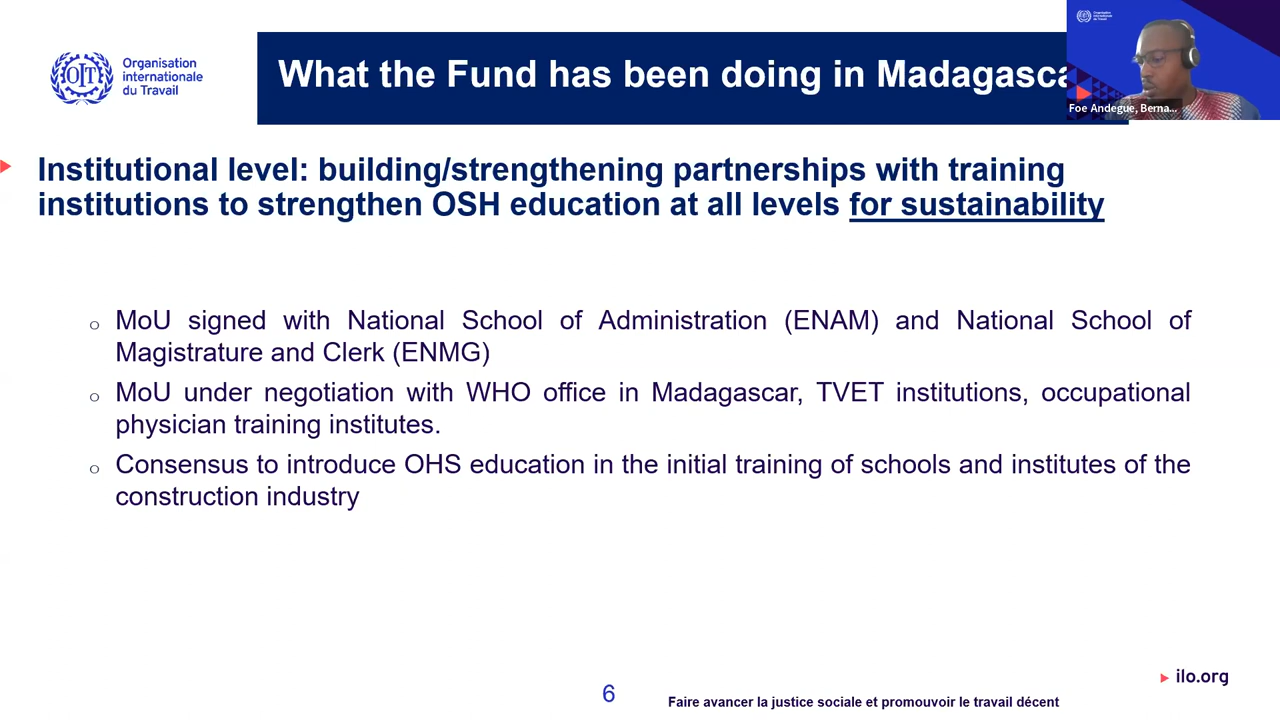 Organisation
internationale
du Travail
What the Fund has been doing in Madagasca
Foe Andegue, Berna...
Institutional level: building/strengthening partnerships with training
institutions to strengthen OSH education at all levels for sustainability
o MoU signed with National School of Administration (ENAM) and National School of
Magistrature and Clerk (ENMG)
o MoU under negotiation with WHO office in Madagascar, TVET institutions, occupational
physician training institutes.
o Consensus to introduce OHS education in the initial training of schools and institutes of the
construction industry
ilo.org
6
Faire avancer la justice sociale et promouvoir le travail décent